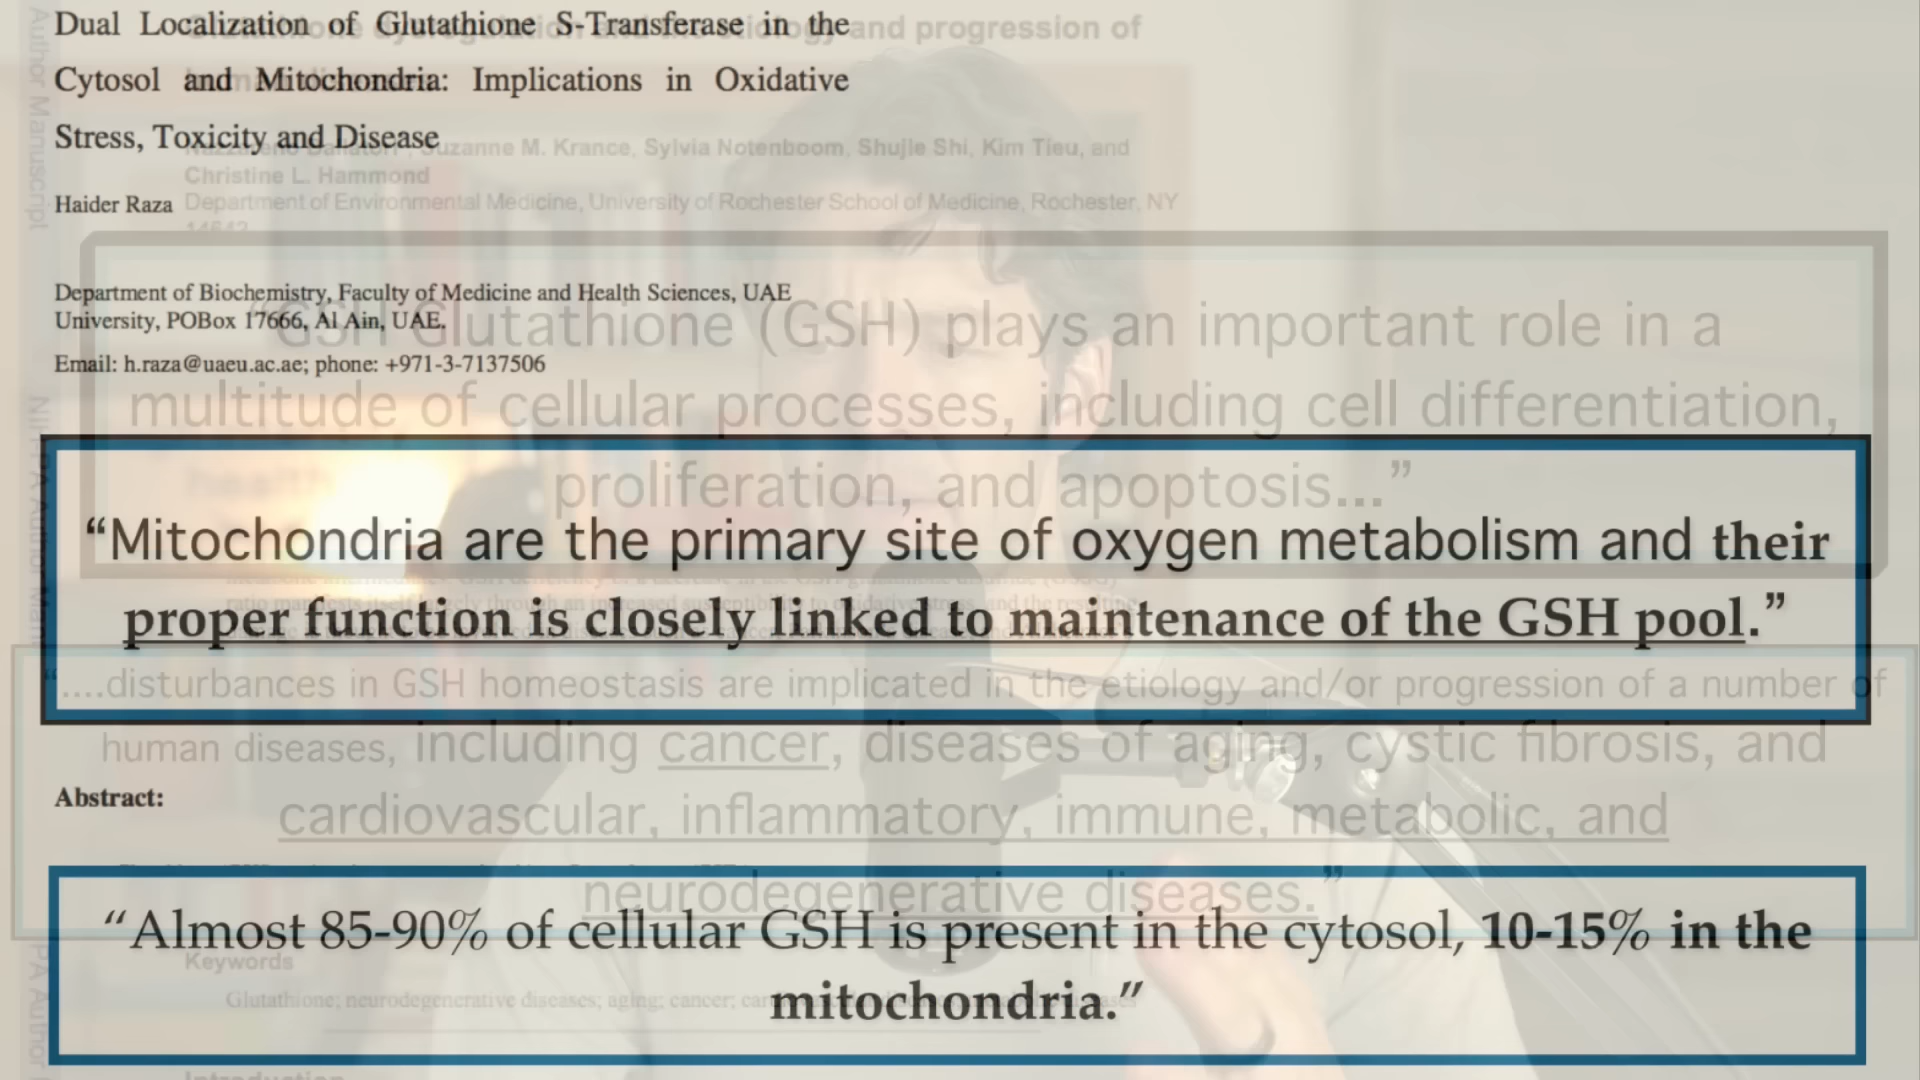 Dual Localization of Glutathione S-Transferase in the
Cytosol and Mitochondria: Implications in Oxidative
Stress, Toxicity and Disease
Haider Raza
Department of Biochemistry, Faculty of Medicine and Health Sciences, UAE
University, POBox 17666, Al Ain, UAE.
Email: h.raza@uaeu.ac.ae; phone: +971-3-7137506
“Mitochondria are the primary site of oxygen metabolism and their
proper function is closely linked to maintenance of the GSH pool.”
Abstract:
“Almost 85-90% of cellular GSH is present in the cytosol, 10-15% in the
mitochondria.”
and progression of
Suzanne M. Krance, Sylvia Notenboom, Shujie Shi, Kim Tieu, and
Christine L. Hammond
Department of Environmental Medicine, University of Rochester School of Medicine, Rochester, NY
14642
“GSH Glutathione (GSH) plays an important role in a
multitude of cellular processes, including cell differentiation,
proliferation, and apoptosis...”
“....disturbances in GSH homeostasis are implicated in the etiology and/or progression of a number of
human diseases, including cancer, diseases of aging, cystic fibrosis, and
cardiovascular, inflammatory, immune, metabolic, and
neurodegenerative diseases.”
Keywords
Glutathione; neurodegenerative diseases; aging; cancer;
Introduction
Author Manuscript